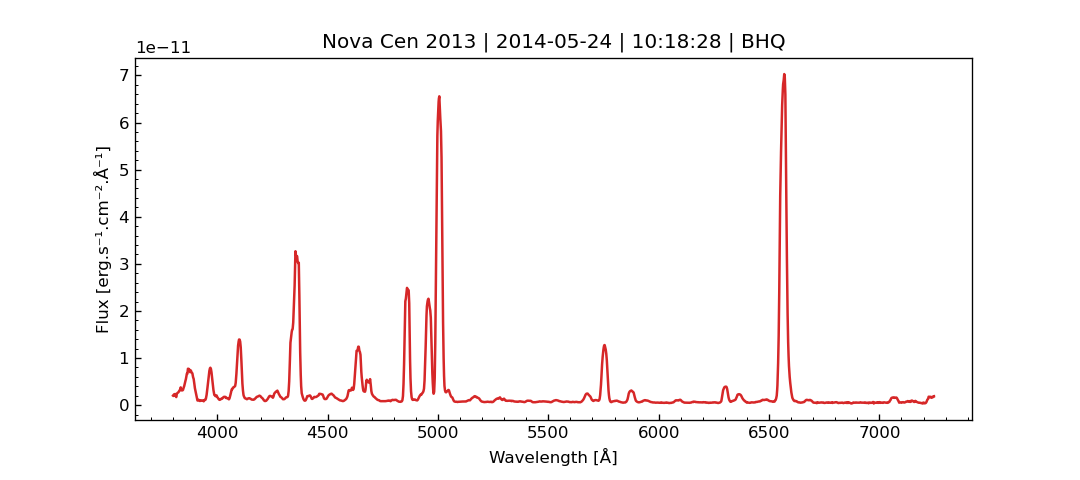 Nova Cen 2013 | 2014-05-24 | 10:18:28 | BHQ
1e−11
7
6
5
4
3
2
1
0
Flux [erg.s⁻¹.cm⁻².Å⁻¹]
4000 4500 5000 5500 6000 6500 7000
Wavelength [Å]